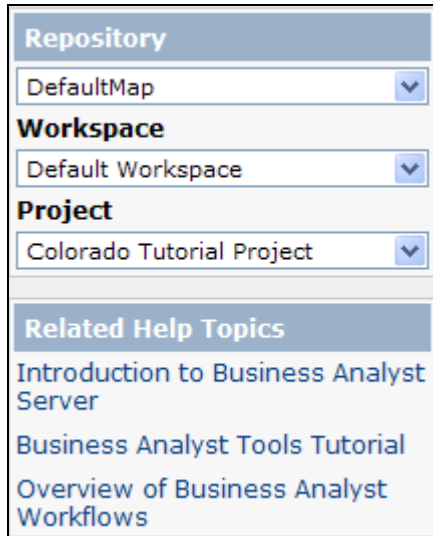 Repository
DefaultMap
Workspace
Default Workspace
Project
Colorado Tutorial Project
Related Help Topics
Introduction to Business Analyst
Server
Business Analyst Tools Tutorial
Overview of Business Analyst
Workflows